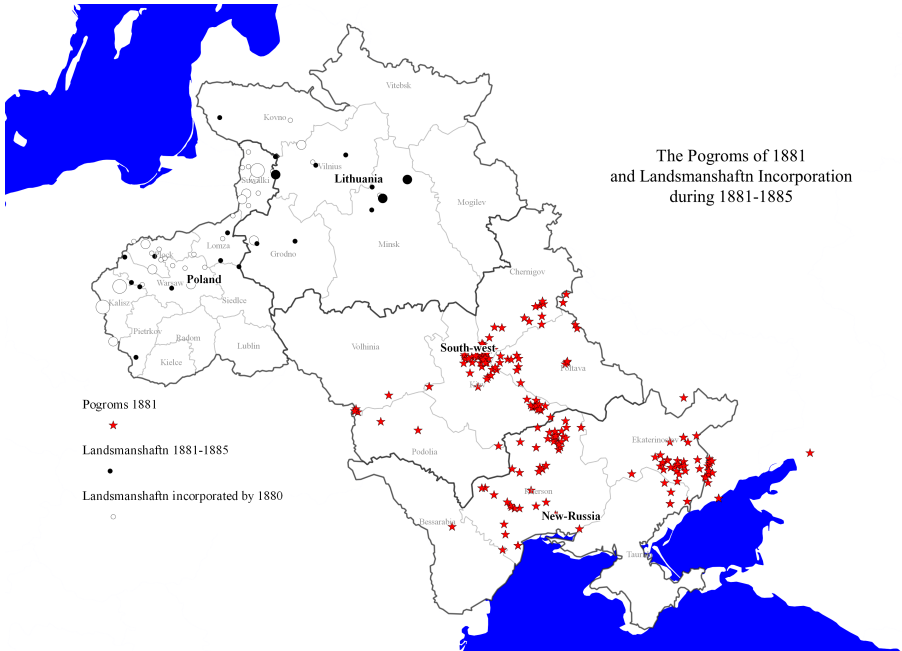 The Pogroms of 1881
and Landsmanshaftn Incorporation
during 1881-1885
Vitebsk
Kovno
Vilnius
Suwalki
Lithuania
Mogilev
Minsk
Lomza
Grodno
Plock
Poland
Warsaw
Kalisz
Siedlce
Chernigov
Pietrkov
Radom
Kielce
Lublin
Volhinia
South-west
Kiev
Poltava
Podolia
Ekaterinoslav
Kherson
New-Russia
Bessarabia
Pogroms 1881
Landsmanshaftn 1881-1885
Landsmanshaftn incorporated by 1880